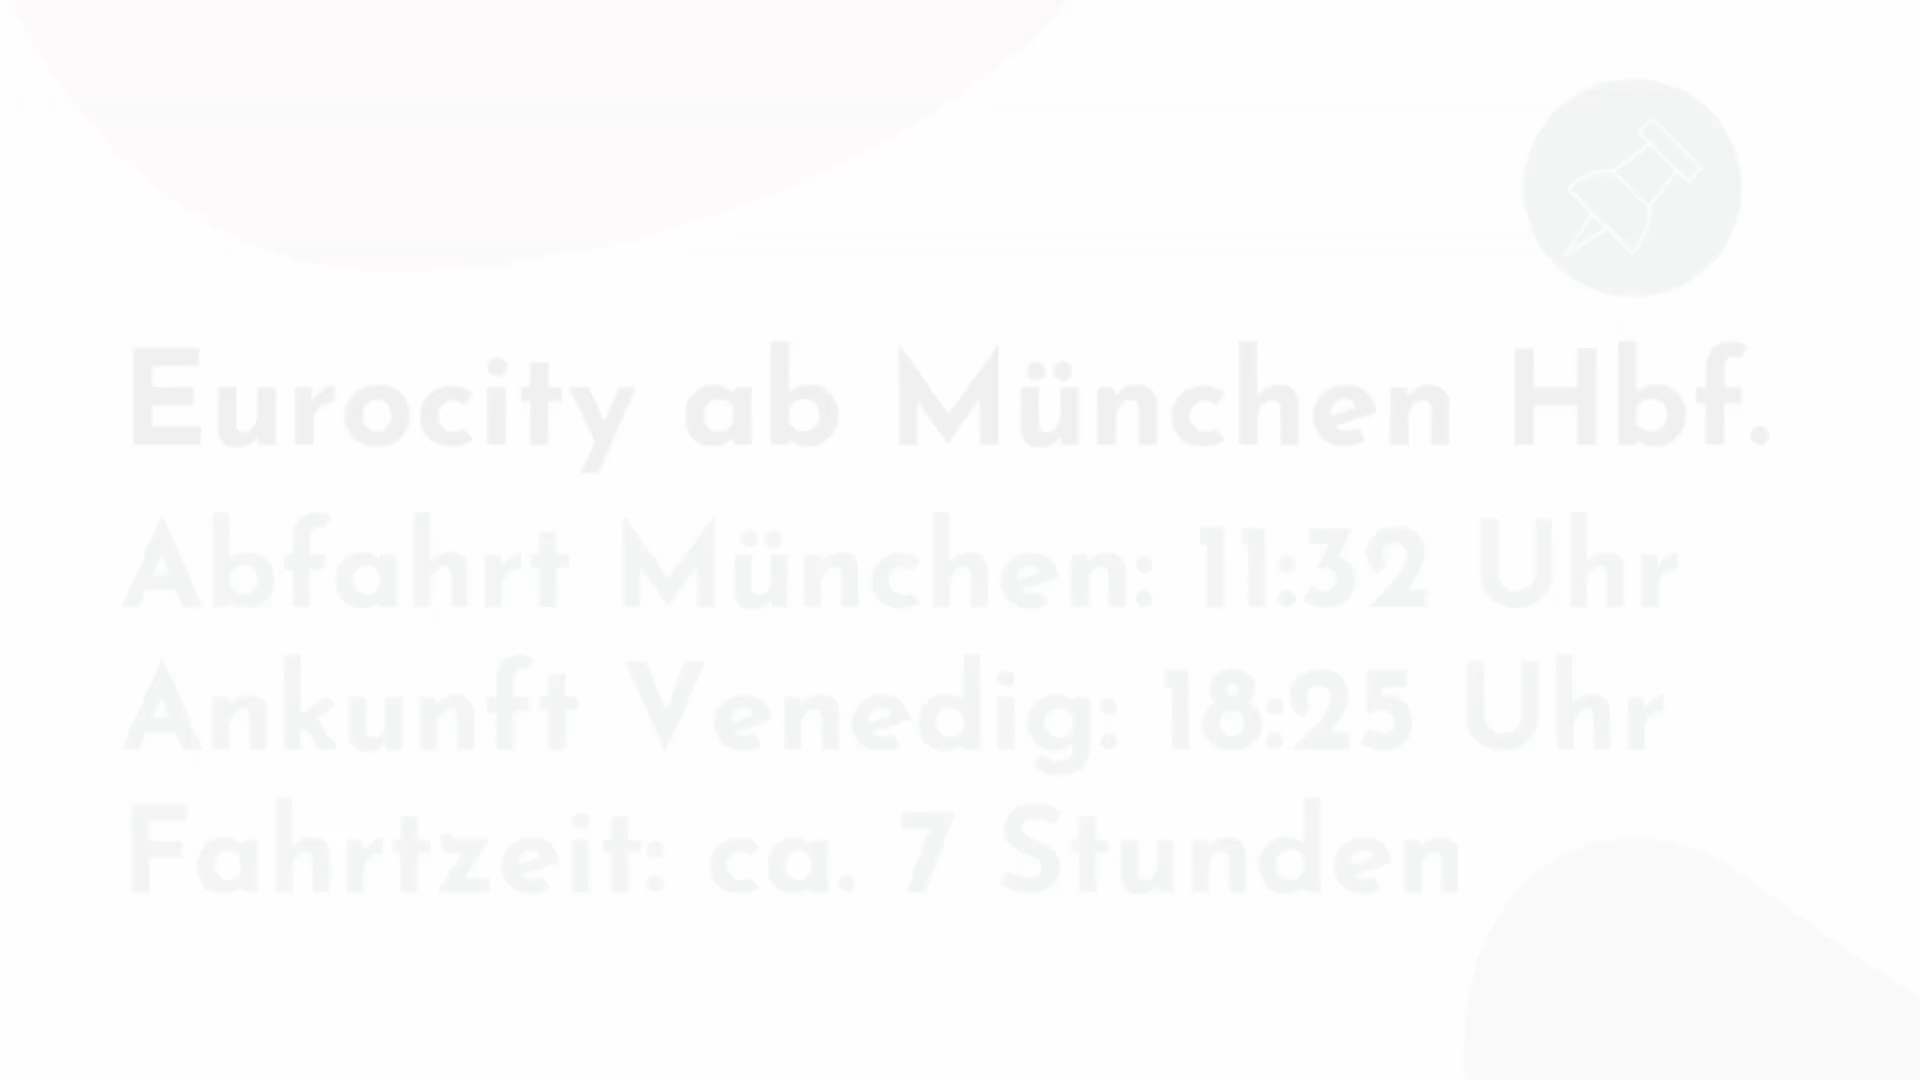 Eurocity ab München Hbf.
Abfahrt München: 11:32 Uhr
Ankunft Venedig: 18:25 Uhr
Fahrtzeit: ca. 7 Stunden